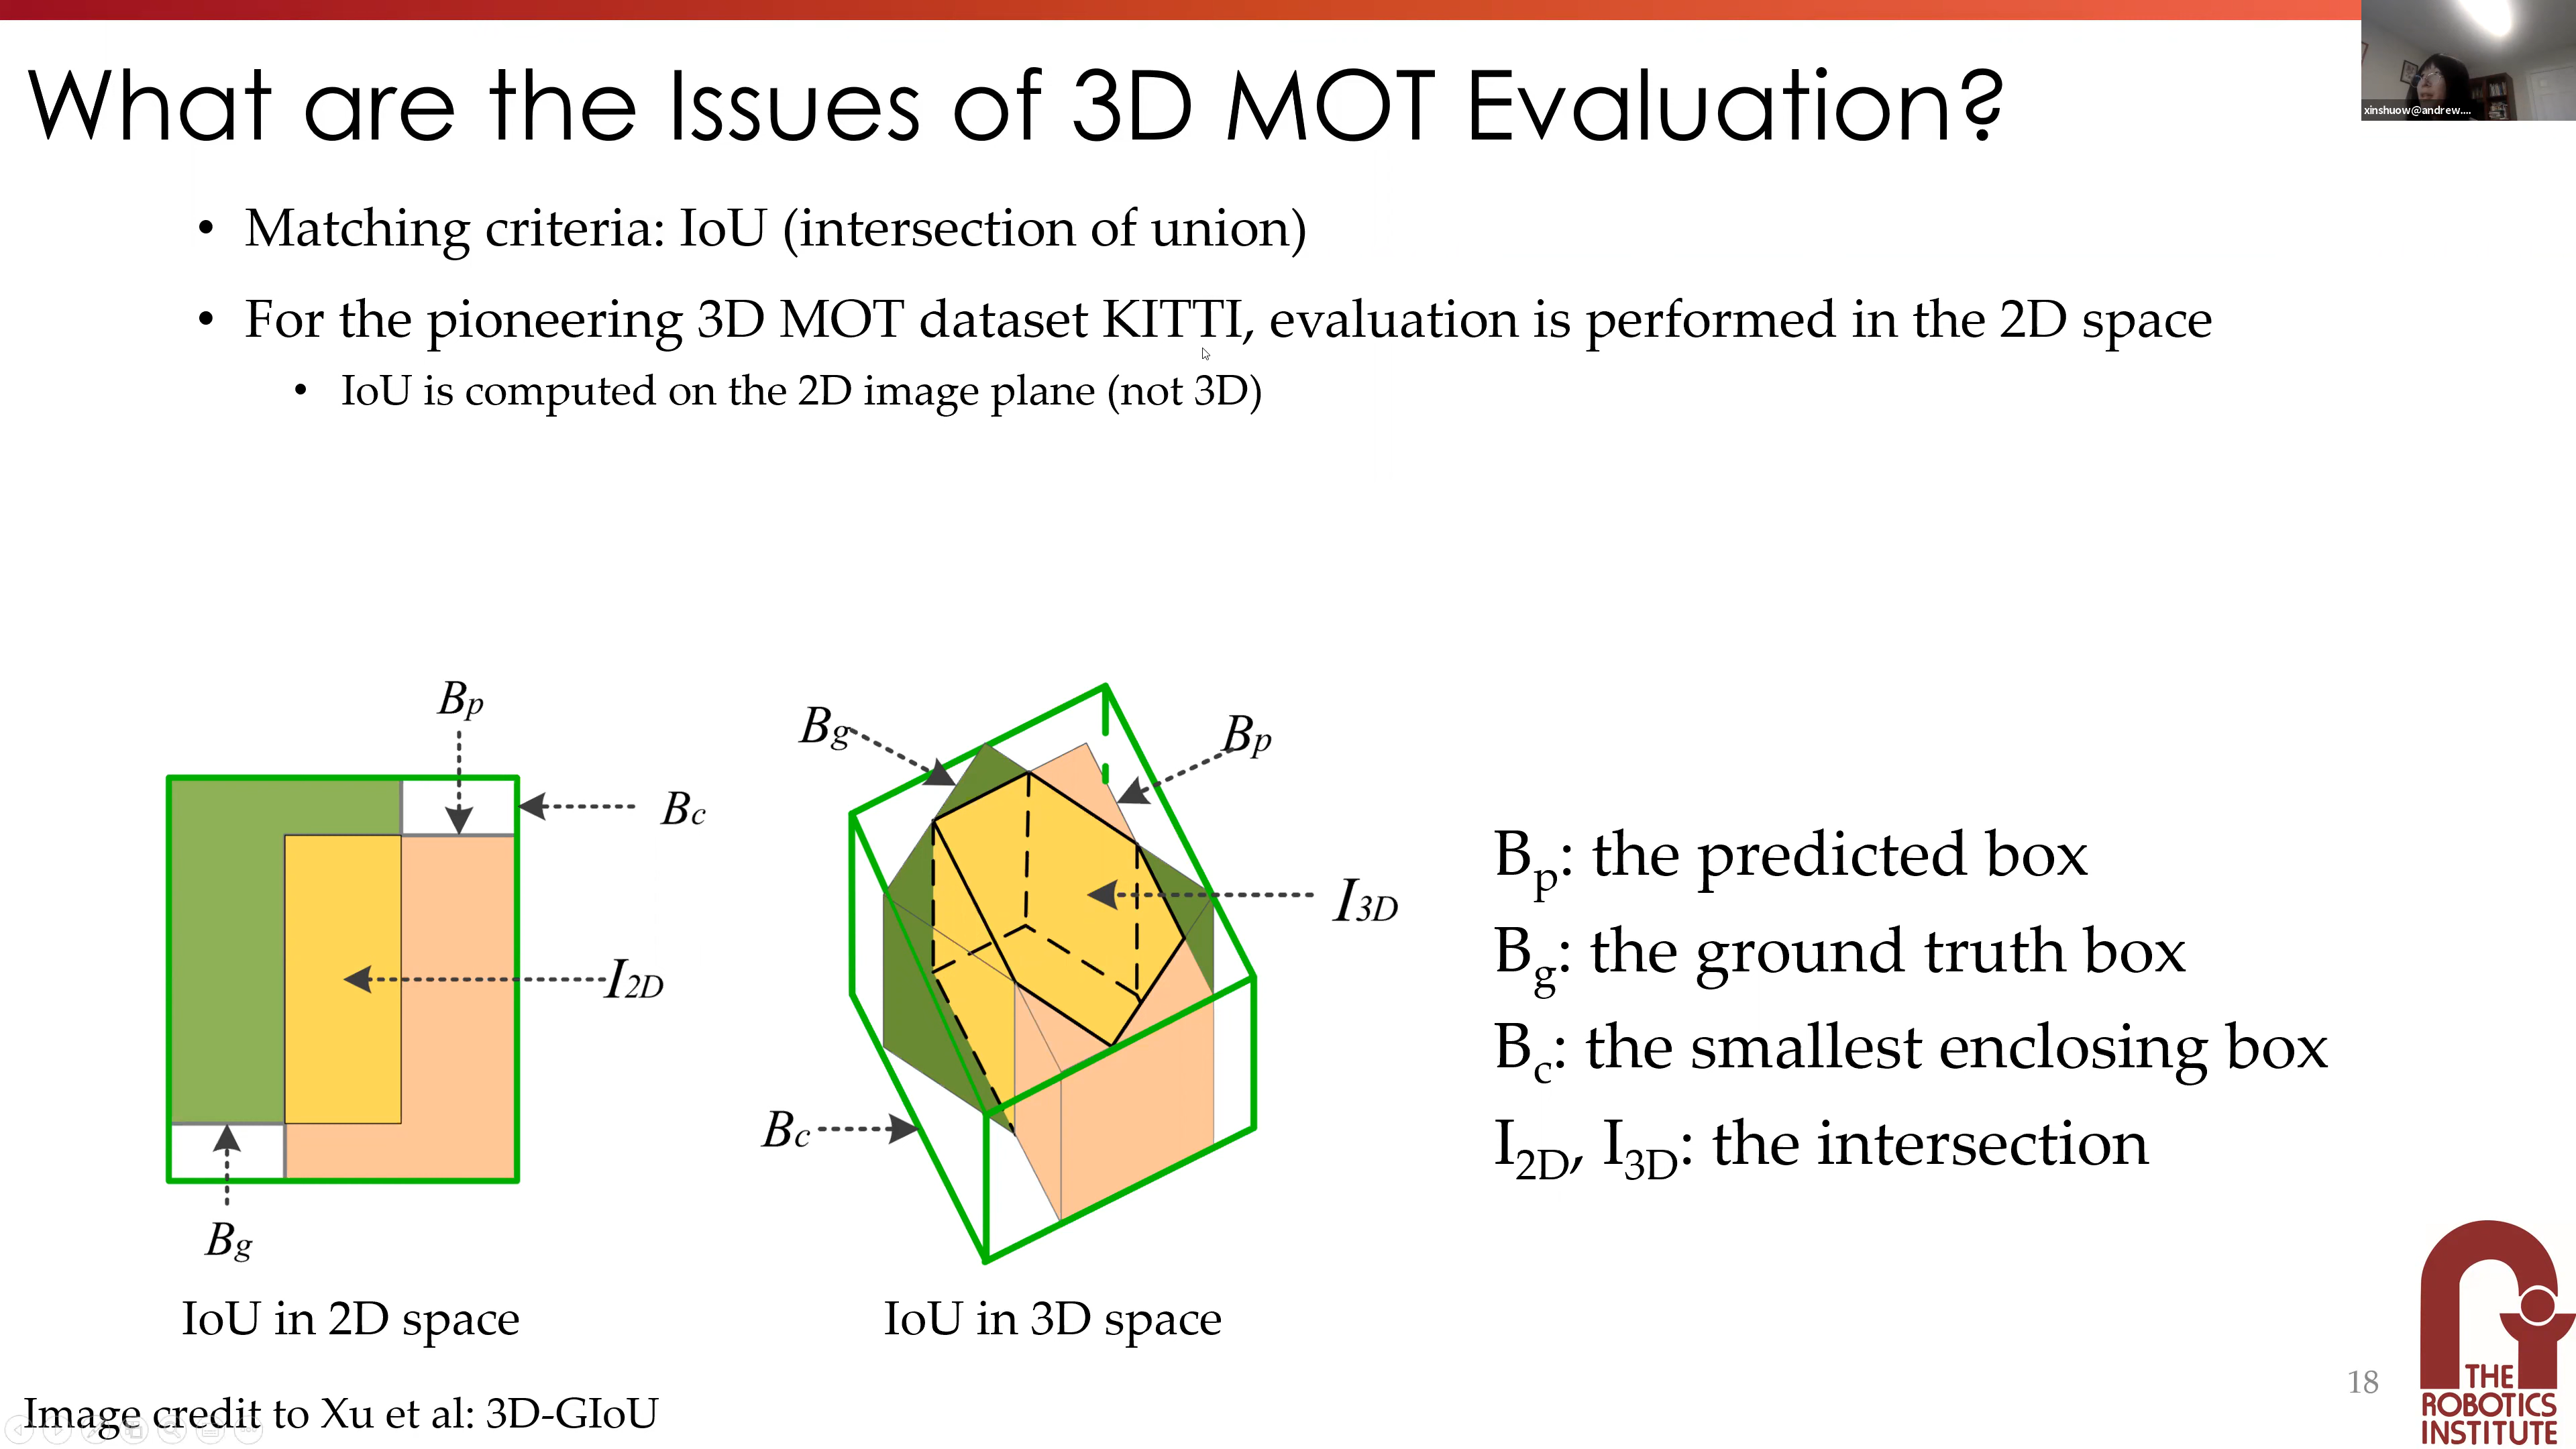 What are the Issues of 3D MOT Evaluation?
xinshuow@andrew....
• Matching criteria: IoU (intersection of union)
• For the pioneering 3D MOT dataset KITTI, evaluation is performed in the 2D space
• IoU is computed on the 2D image plane (not 3D)
Bp
Bc
I2D
Bg
Bg
Bp
I3D
Bc
Bp: the predicted box
Bg: the ground truth box
Bc: the smallest enclosing box
I2D, I3D: the intersection
IoU in 2D space
IoU in 3D space
Image credit to Xu et al: 3D-GIoU
18
THE
ROBOTICS
INSTITUTE